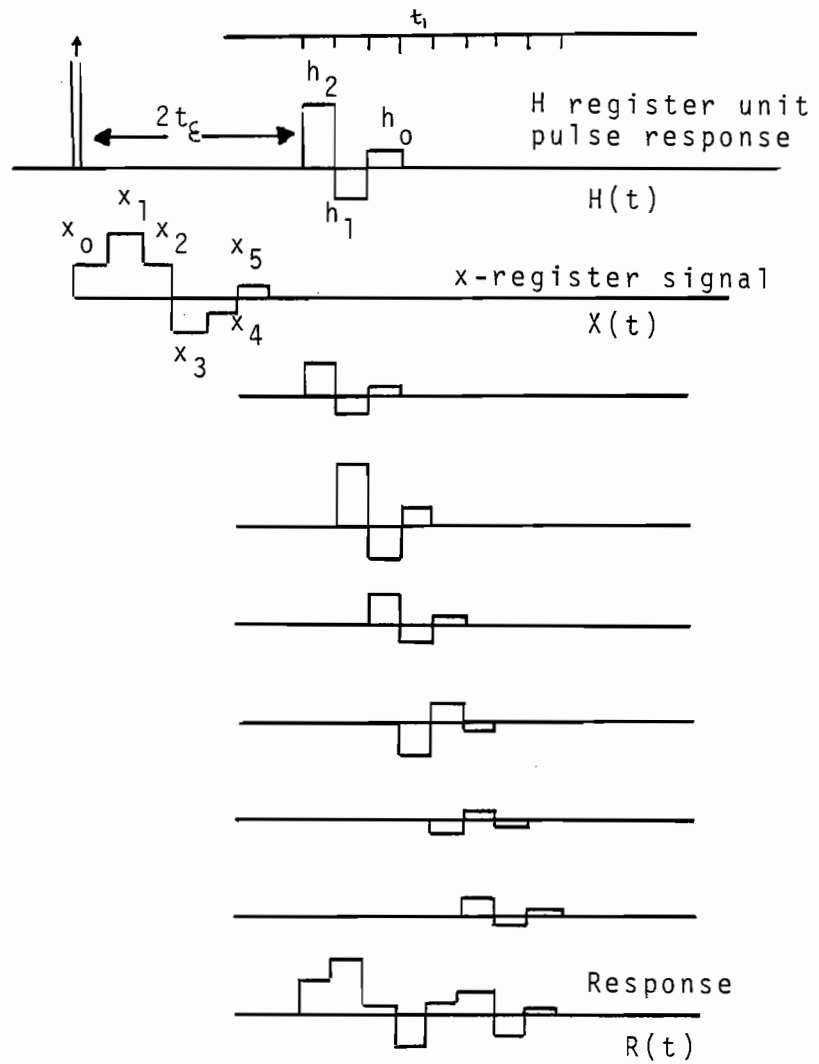 t₁
h₂
2tε
h₀
H register unit
pulse response
h₁
H(t)
x₀
x₁
x₂
x₅
x-register signal
x₄
X(t)
x₃
Response
R(t)